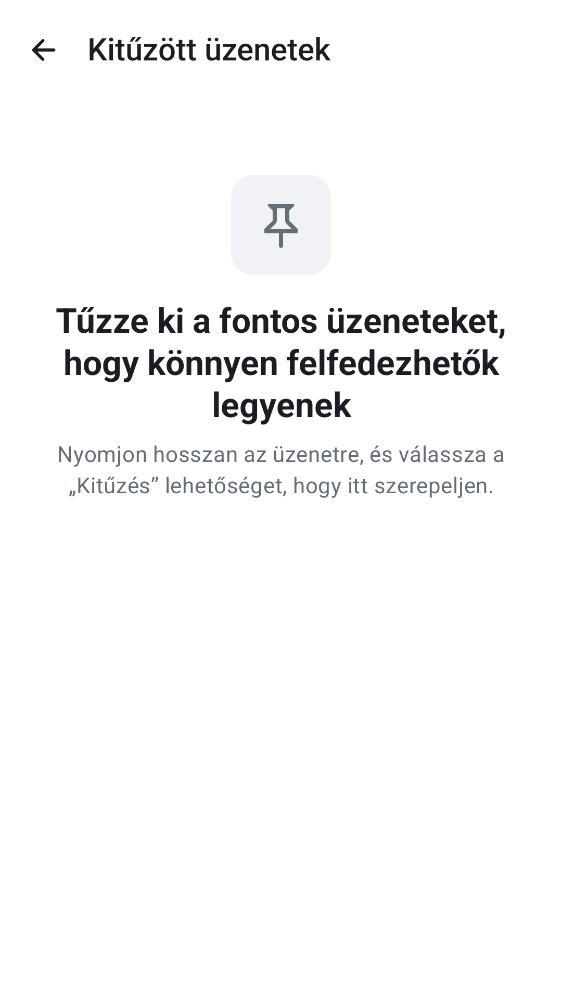 Kitűzött üzenetek
Tűzze ki a fontos üzeneteket,
hogy könnyen felfedezhetők
legyenek
Nyomjon hosszan az üzenetre, és válassza a
„Kitűzés” lehetőséget, hogy itt szerepeljen.